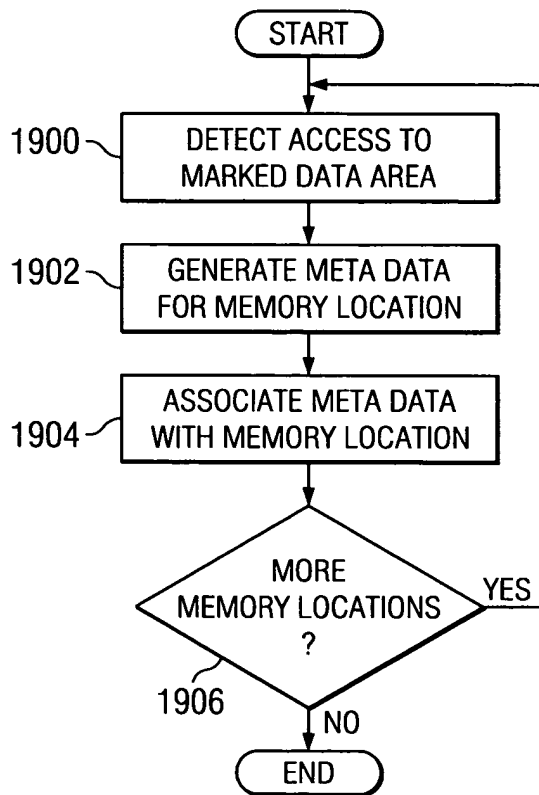 START
1900
DETECT ACCESS TO
MARKED DATA AREA
1902
GENERATE META DATA
FOR MEMORY LOCATION
1904
ASSOCIATE META DATA
WITH MEMORY LOCATION
MORE
MEMORY LOCATIONS
?
YES
1906
NO
END